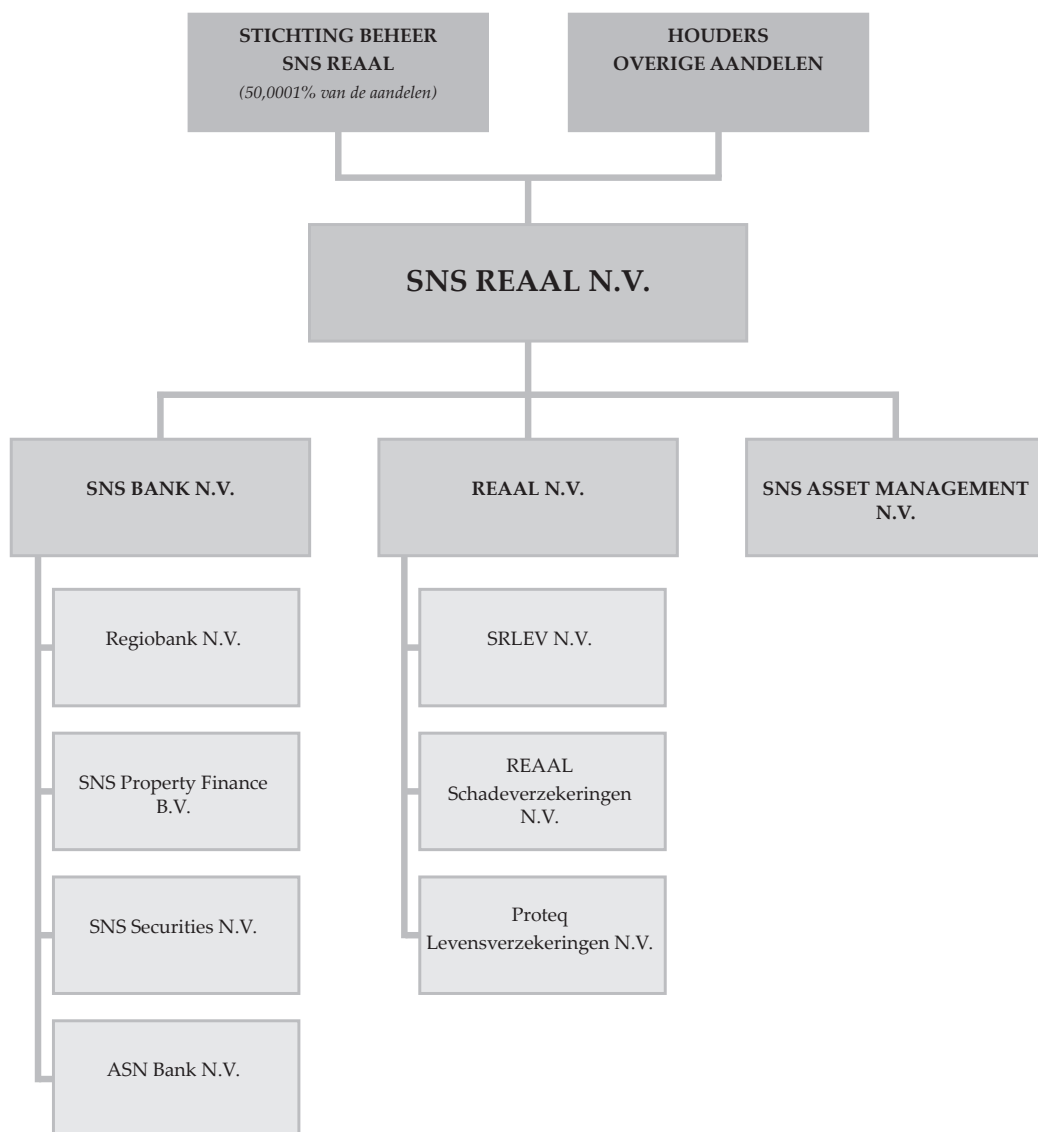 STICHTING BEHEER
SNS REAAL
(50,0001% van de aandelen)
HOUDERS
OVERIGE AANDELEN
SNS REAAL N.V.
SNS BANK N.V.
REAAL N.V.
SNS ASSET MANAGEMENT
N.V.
Regiobank N.V.
SNS Property Finance
B.V.
SNS Securities N.V.
ASN Bank N.V.
SRLEV N.V.
REAAL
Schadeverzekeringen
N.V.
Proteq
Levensverzekeringen N.V.